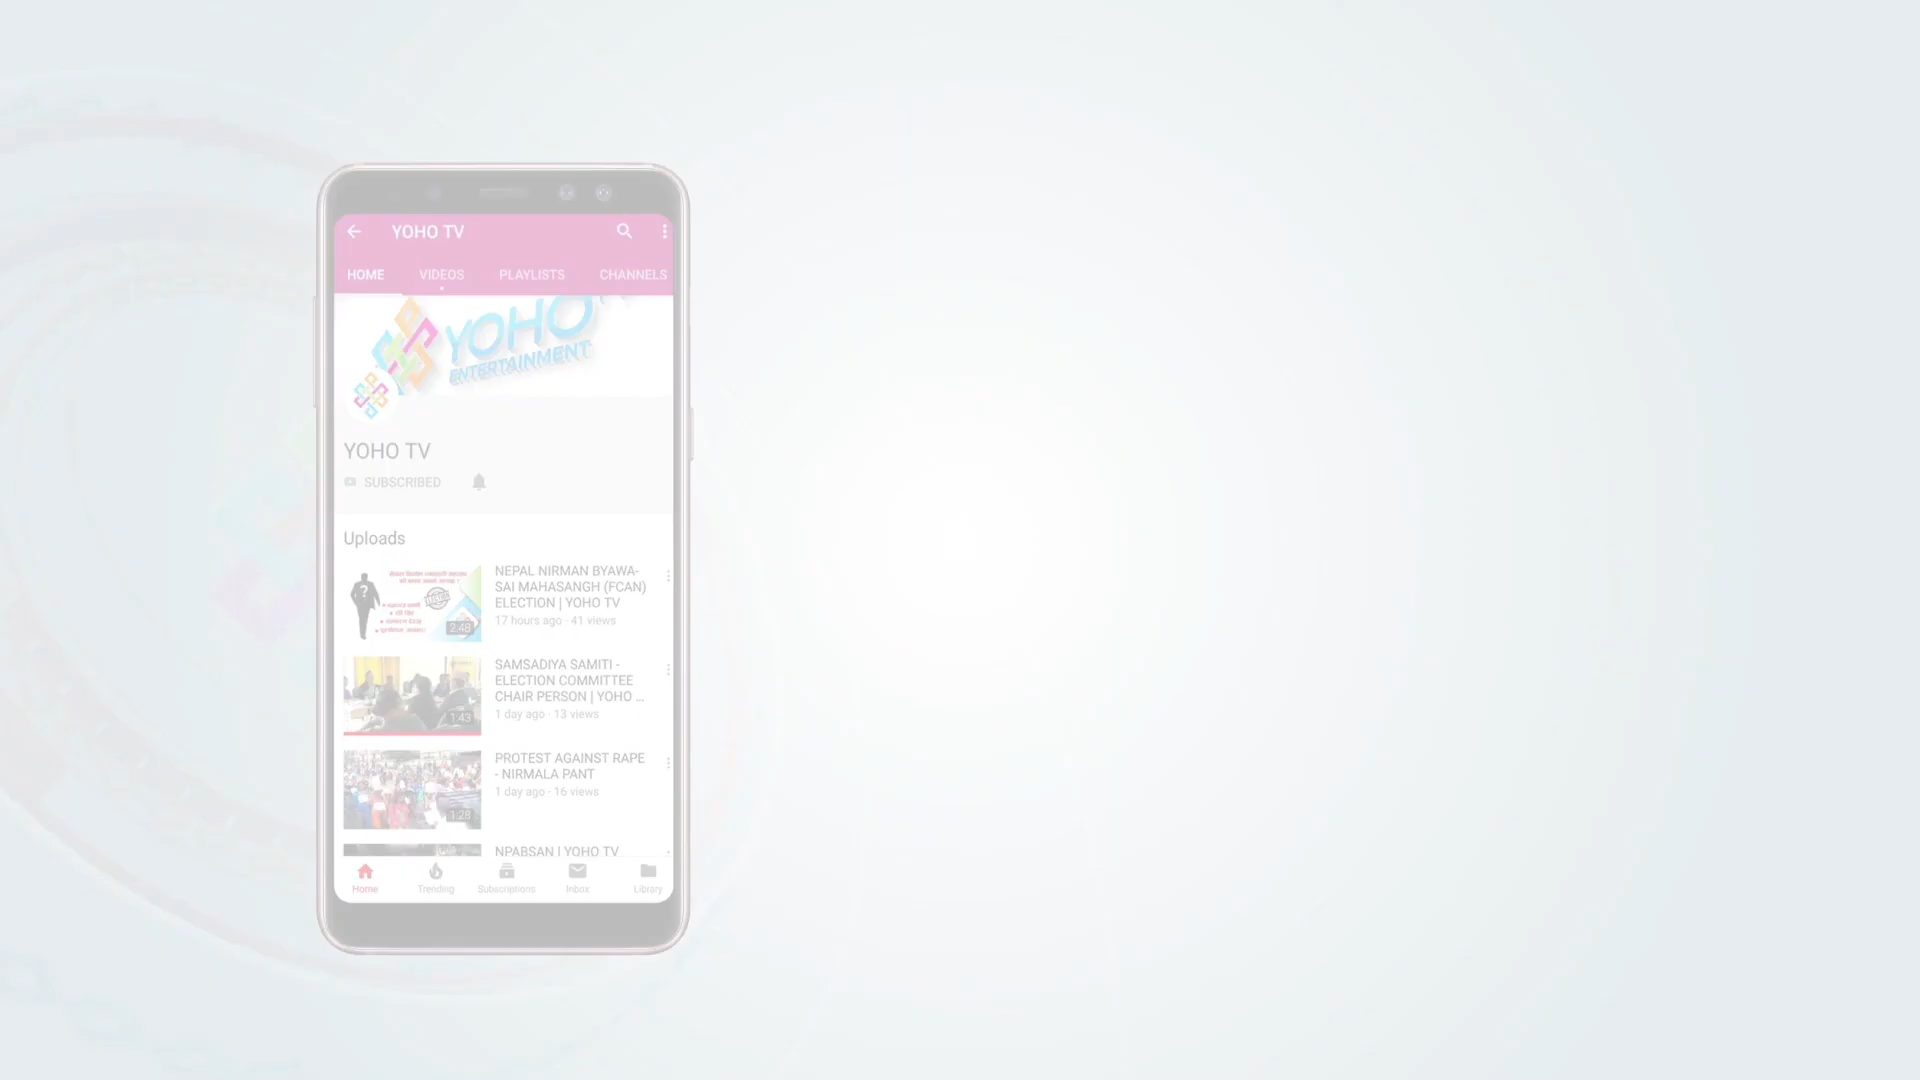 YOHO TV
HOME VIDEOS PLAYLISTS CHANNELS
YOHO
ENTERTAINMENT
YOHO TV
SUBSCRIBED
Uploads
NEPAL NIRMAN BYAWA-
SAI MAHASANGH (FCAN)
ELECTION | YOHO TV
17 hours ago · 41 views
2:48
SAMSADIYA SAMITI -
ELECTION COMMITTEE
CHAIR PERSON | YOHO ...
1 day ago · 13 views
1:43
PROTEST AGAINST RAPE
- NIRMALA PANT
1 day ago · 16 views
1:28
NPABSAN | YOHO TV
Home Trending Subscriptions Inbox Library